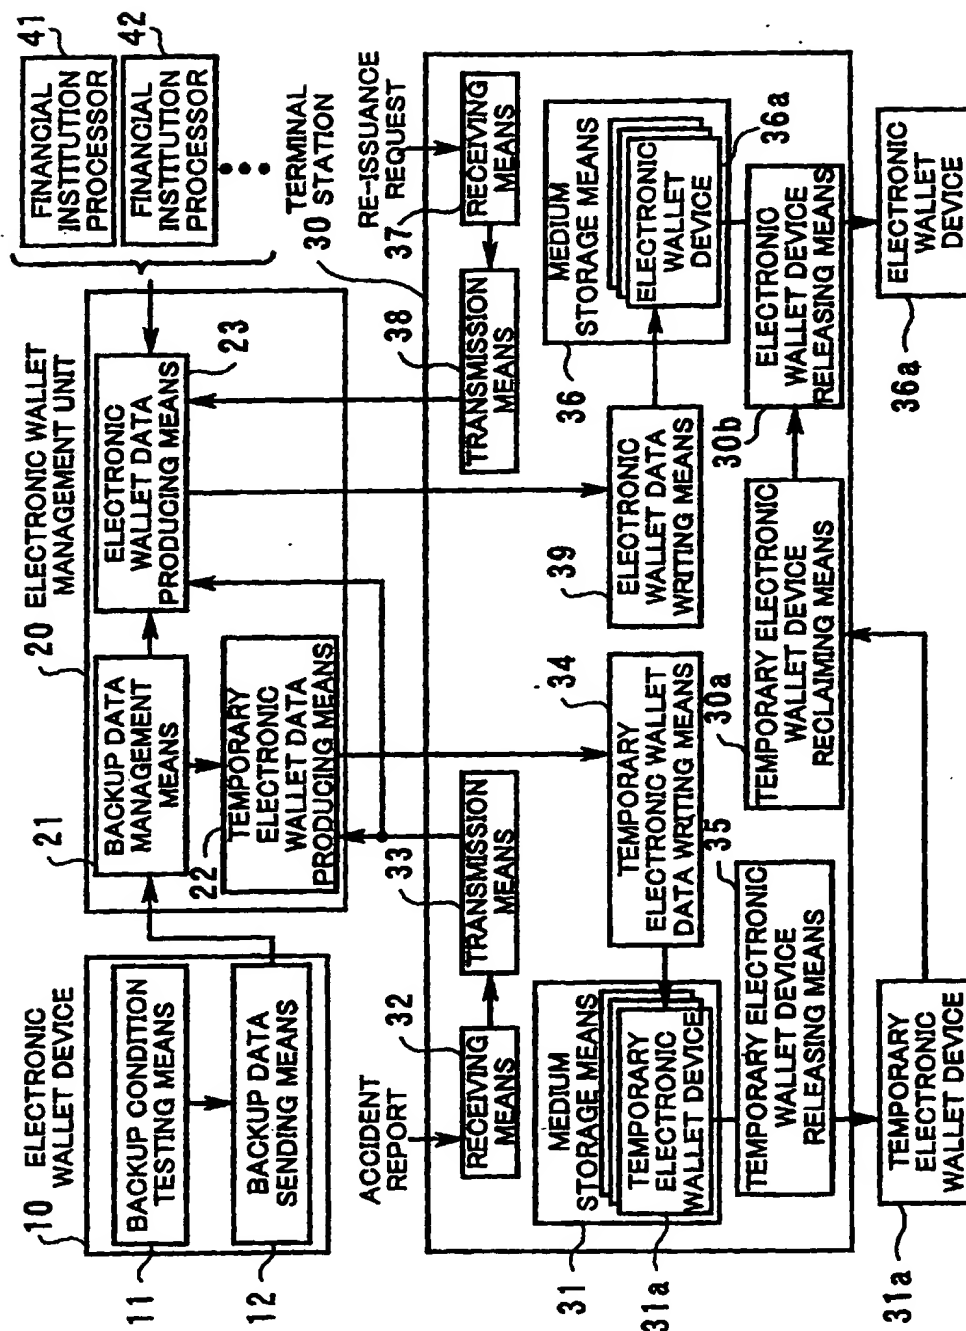 10
ELECTRONIC
WALLET DEVICE
11
BACKUP CONDITION
TESTING MEANS
12
BACKUP DATA
SENDING MEANS
20 ELECTRONIC WALLET
MANAGEMENT UNIT
21
BACKUP DATA
MANAGEMENT
MEANS
22
TEMPORARY
ELECTRONIC
WALLET DATA
PRODUCING MEANS
ELECTRONIC
WALLET DATA
PRODUCING MEANS
23
FINANCIAL
INSTITUTION
PROCESSOR
41
FINANCIAL
INSTITUTION
PROCESSOR
42
TERMINAL
30 STATION
ACCIDENT
REPORT
32
RECEIVING
MEANS
33
TRANSMISSION
MEANS
38
TRANSMISSION
MEANS
RE-ISSUANCE
REQUEST
37
RECEIVING
MEANS
31
MEDIUM
STORAGE MEANS
TEMPORARY
ELECTRONIC
WALLET DEVICE
31a
TEMPORARY
ELECTRONIC WALLET
DATA WRITING MEANS
34
39
ELECTRONIC
WALLET DATA
WRITING MEANS
36
MEDIUM
STORAGE MEANS
ELECTRONIC
WALLET
DEVICE
36a
TEMPORARY ELECTRONIC
WALLET DEVICE
RELEASING MEANS
35
30a
TEMPORARY ELECTRONIC
WALLET DEVICE
RECLAIMING MEANS
30b
ELECTRONIC
WALLET DEVICE
RELEASING MEANS
31a
TEMPORARY
ELECTRONIC
WALLET DEVICE
36a
ELECTRONIC
WALLET
DEVICE